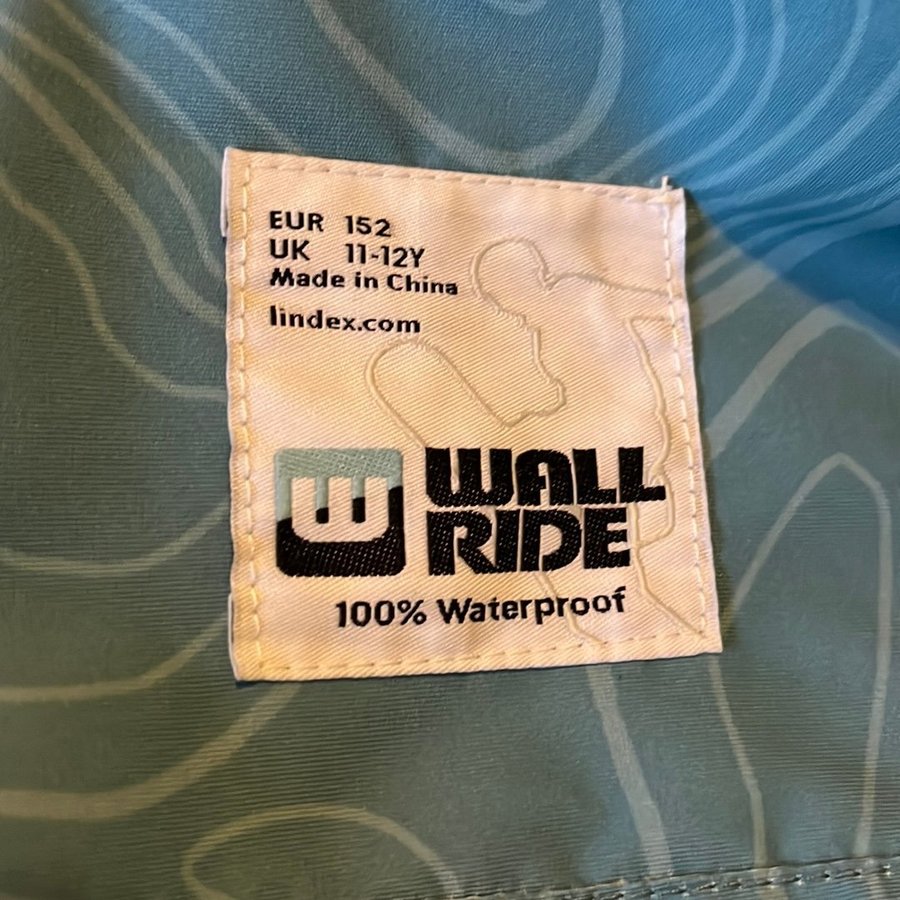 EUR 152
UK 11-12Y
Made in China
lindex.com
WALL
RIDE
100% Waterproof